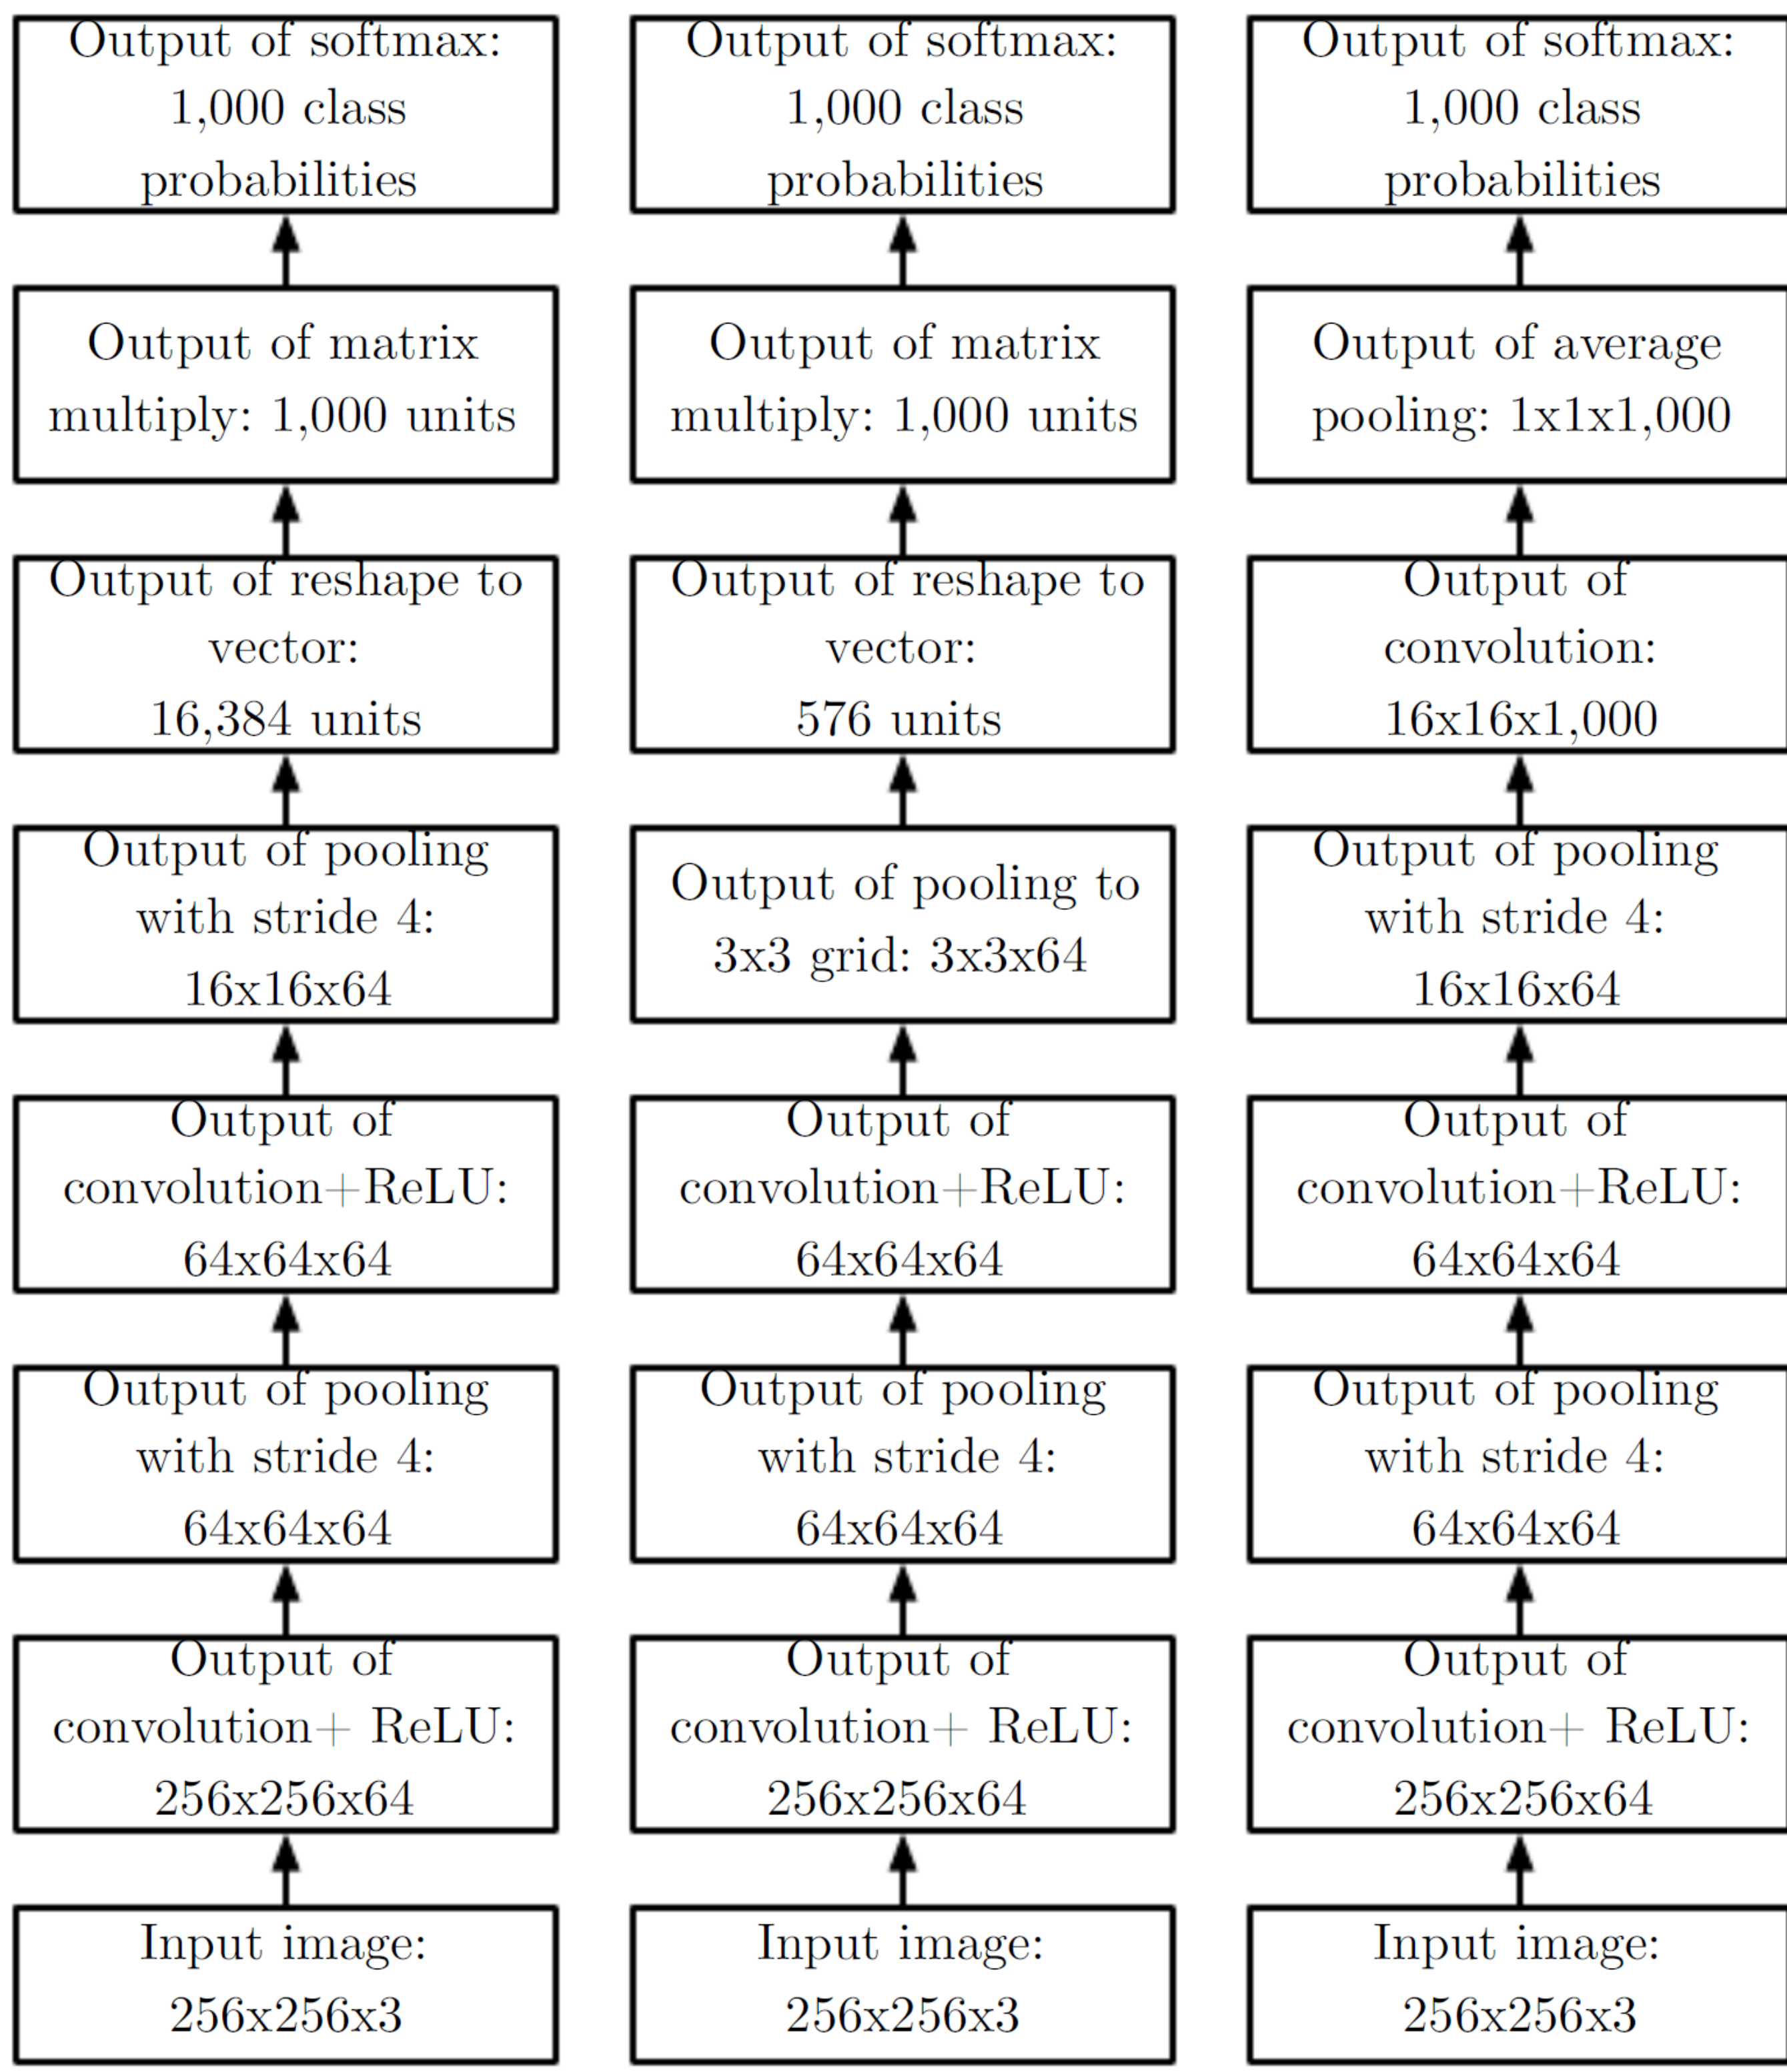 Output of softmax:
1,000 class
probabilities
Output of matrix
multiply: 1,000 units
Output of reshape to
vector:
16,384 units
Output of pooling
with stride 4:
16x16x64
Output of
convolution+ReLU:
64x64x64
Output of pooling
with stride 4:
64x64x64
Output of
convolution+ ReLU:
256x256x64
Input image:
256x256x3
Output of softmax:
1,000 class
probabilities
Output of matrix
multiply: 1,000 units
Output of reshape to
vector:
576 units
Output of pooling to
3x3 grid: 3x3x64
Output of
convolution+ReLU:
64x64x64
Output of pooling
with stride 4:
64x64x64
Output of
convolution+ ReLU:
256x256x64
Input image:
256x256x3
Output of softmax:
1,000 class
probabilities
Output of average
pooling: 1x1x1,000
Output of
convolution:
16x16x1,000
Output of pooling
with stride 4:
16x16x64
Output of
convolution+ReLU:
64x64x64
Output of pooling
with stride 4:
64x64x64
Output of
convolution+ ReLU:
256x256x64
Input image:
256x256x3